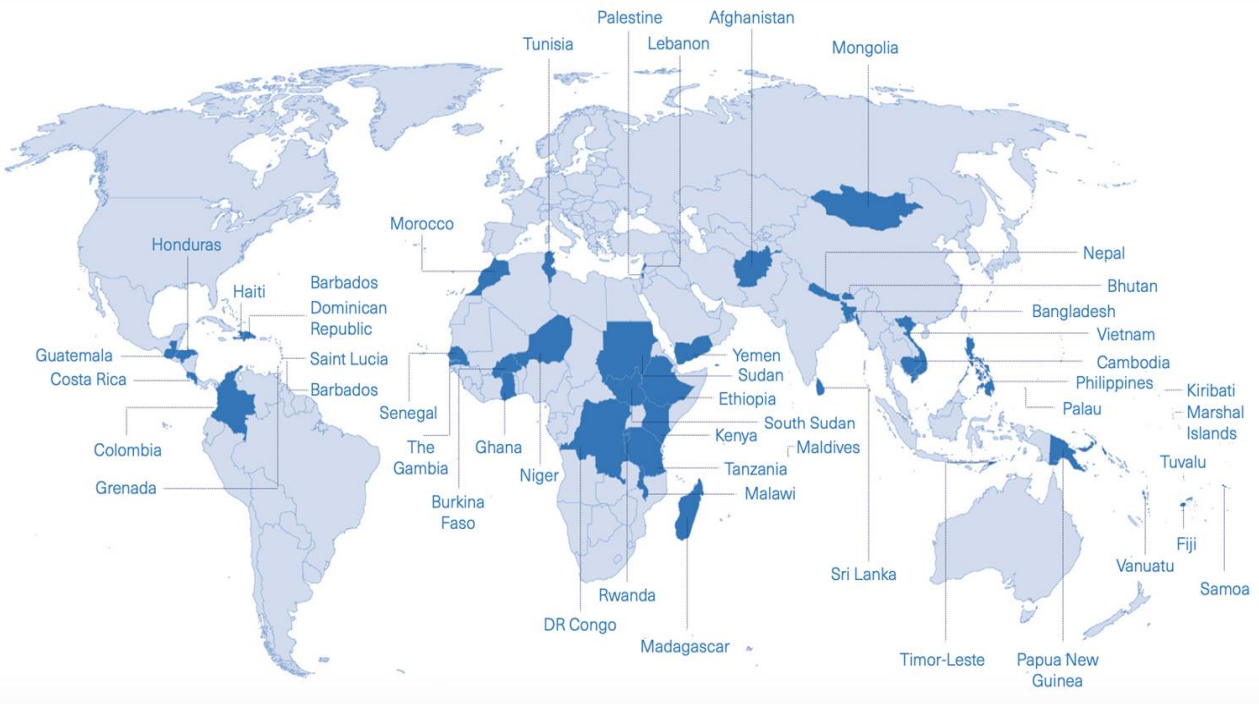 Palestine
Afghanistan
Tunisia
Lebanon
Mongolia
Morocco
Honduras
Nepal
Haiti
Barbados
Bhutan
Dominican
Republic
Bangladesh
Vietnam
Guatemala
Saint Lucia
Yemen
Cambodia
Costa Rica
Sudan
Philippines
Barbados
Kiribati
Ethiopia
Palau
Senegal
Marshal
Islands
South Sudan
Colombia
The
Gambia
Ghana
Kenya
Maldives
Tuvalu
Niger
Tanzania
Grenada
Malawi
Burkina
Faso
Fiji
Vanuatu
Sri Lanka
Samoa
Rwanda
DR Congo
Madagascar
Timor-Leste
Papua New
Guinea